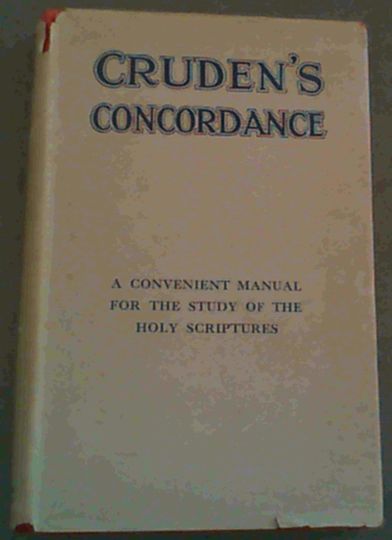 CRUDEN'S
CONCORDANCE
A CONVENIENT MANUAL
FOR THE STUDY OF THE
HOLY SCRIPTURES